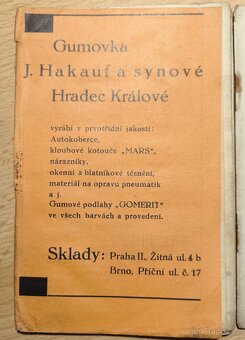 Gumovka
J. Hakauf a synové
Hradec Králové
vyrábí v prvotřídní jakosti:
Autokoberce,
kloubové kotouče „MARS",
nárazníky,
okenní a blatníkové těsnění,
materiál na opravu pneumatik
a j.
Gumové podlahy „GOMERIT"
ve všech barvách a provedení.
Sklady: Praha II., Žitná ul. 4 b
Brno, Příční ul. č. 17